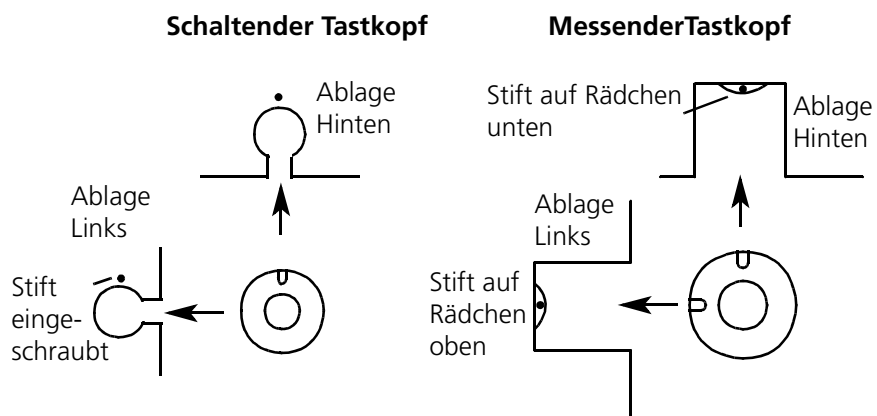 Schaltender Tastkopf
MessenderTastkopf
Ablage
Hinten
Ablage
Links
Stift
einge-
schraubt
Stift auf Rädchen
unten
Ablage
Hinten
Ablage
Links
Stift auf
Rädchen
oben